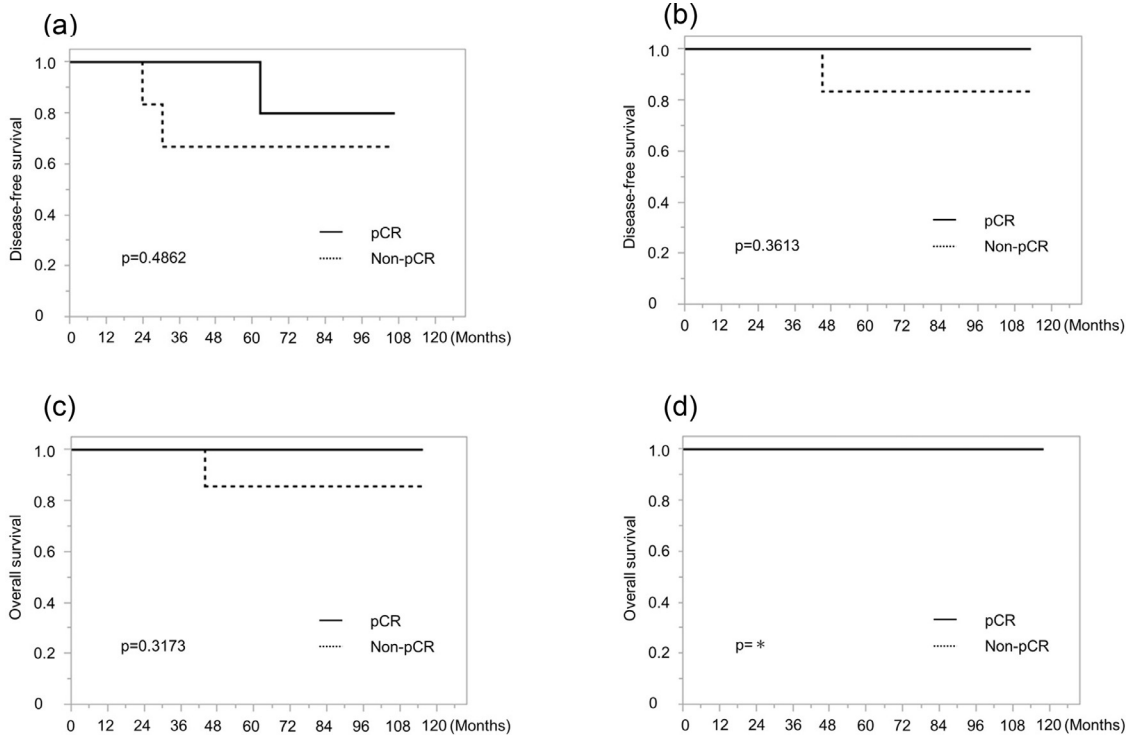 (a)
1.0
0.8
0.6
0.4
0.2
0
Disease-free survival
pCR
Non-pCR
p=0.4862
0 12 24 36 48 60 72 84 96 108 120 (Months)
(b)
1.0
0.8
0.6
0.4
0.2
0
Disease-free survival
pCR
Non-pCR
p=0.3613
0 12 24 36 48 60 72 84 96 108 120 (Months)
(c)
1.0
0.8
0.6
0.4
0.2
0
Overall survival
pCR
Non-pCR
p=0.3173
0 12 24 36 48 60 72 84 96 108 120 (Months)
(d)
1.0
0.8
0.6
0.4
0.2
0
Overall survival
pCR
Non-pCR
p=*
0 12 24 36 48 60 72 84 96 108 120 (Months)